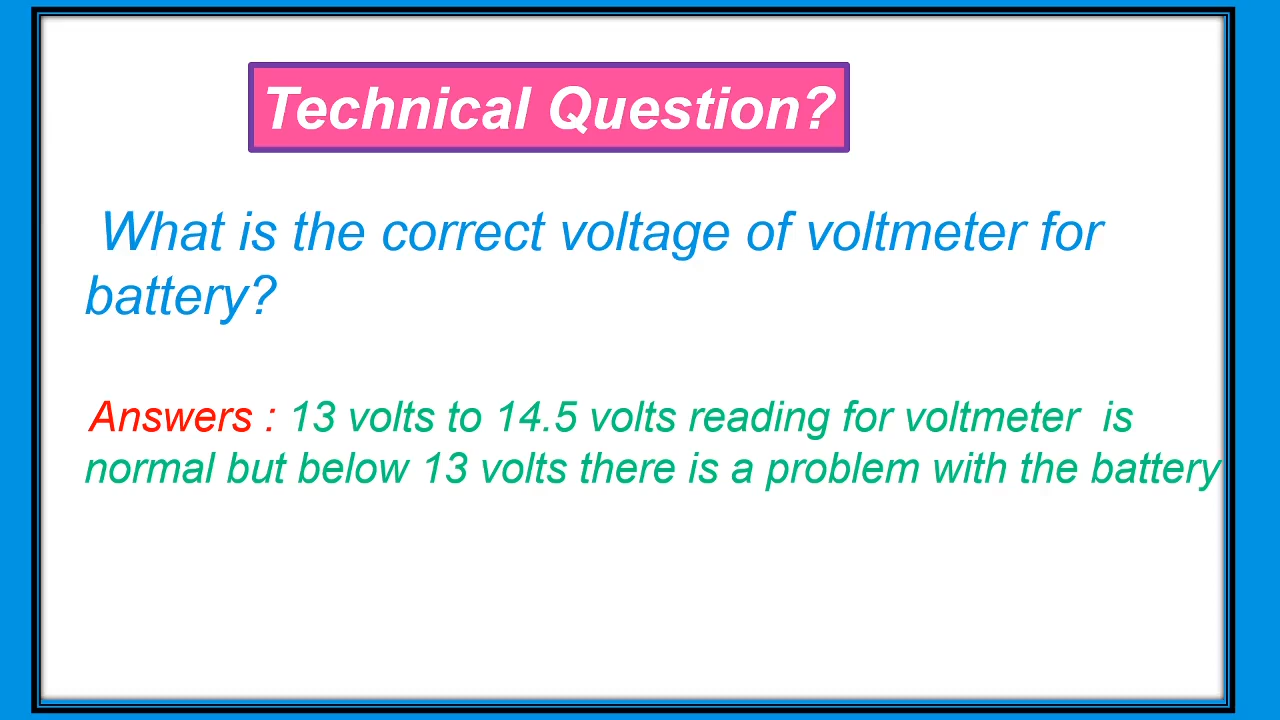 Technical Question?
What is the correct voltage of voltmeter for
battery?
Answers : 13 volts to 14.5 volts reading for voltmeter is
normal but below 13 volts there is a problem with the battery